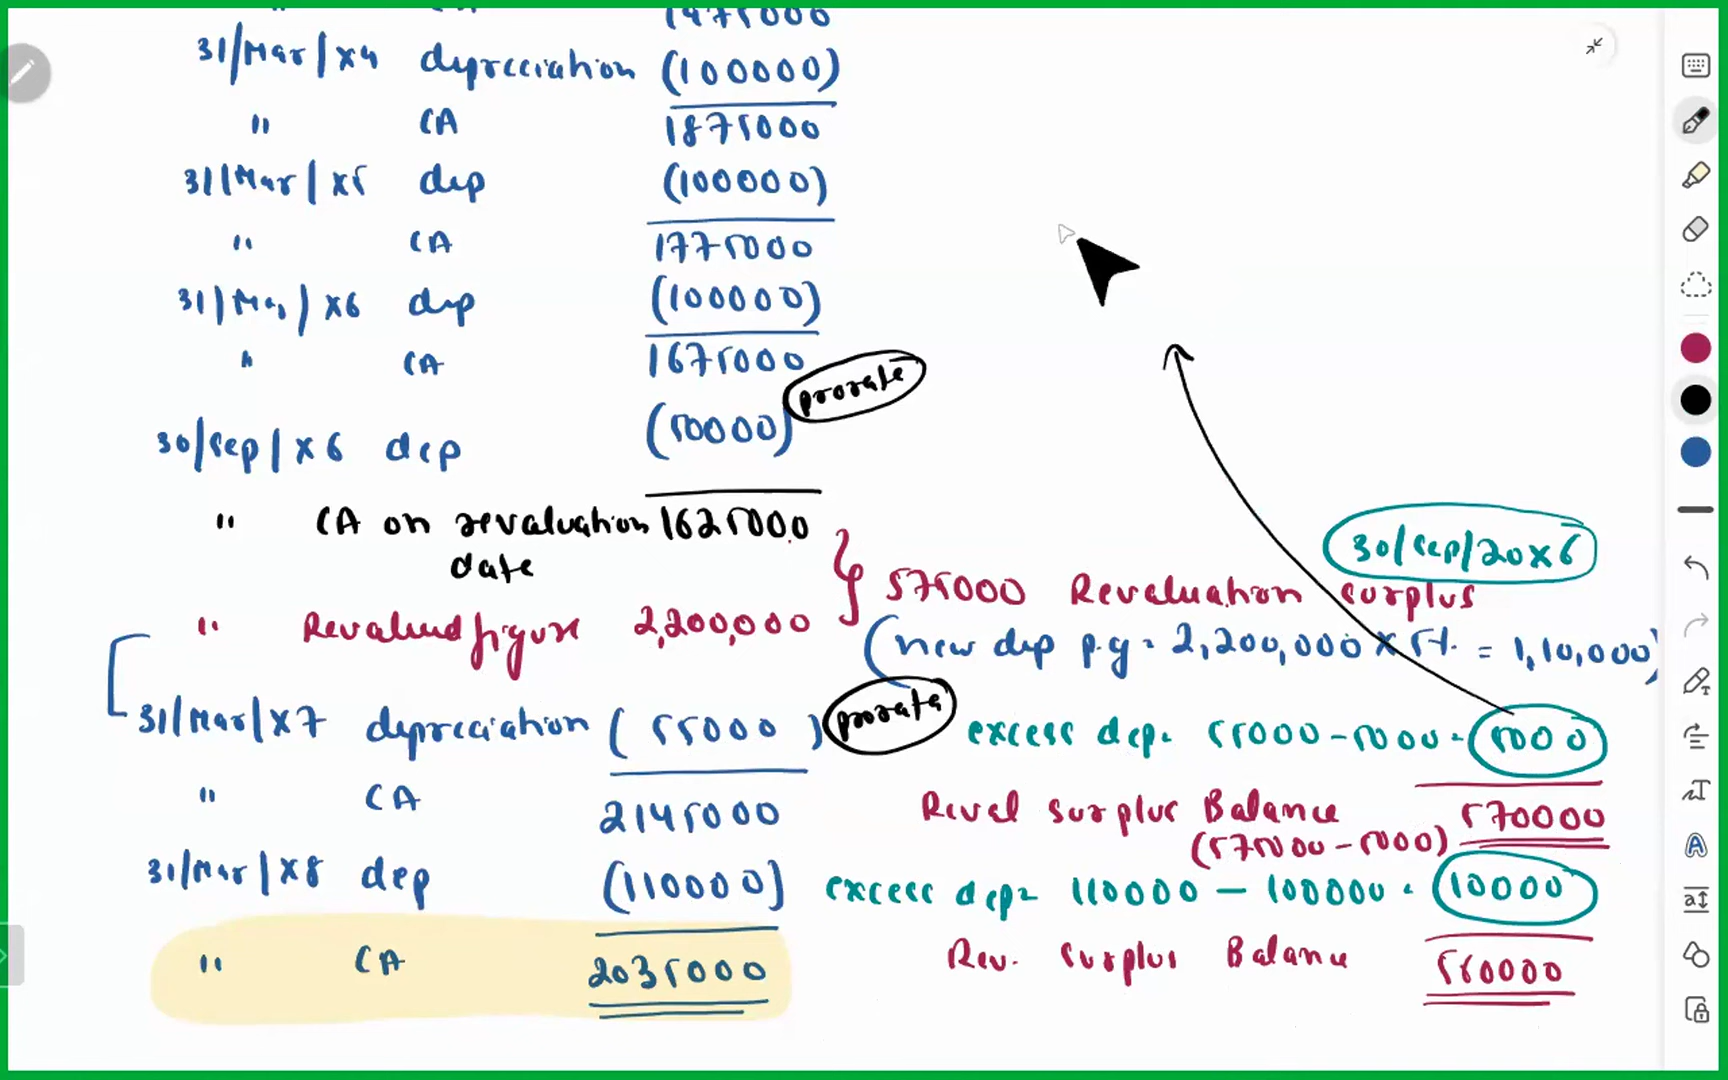 1975000
31/Mar/X4 depreciation (100000)
" CA 1875000
31/Mar/X5 dep (100000)
" CA 1775000
31/Mar/X6 dep (100000)
" CA 1675000
30/Sep/X6 dep (50000) prorate
" CA on revaluation date 1625000
30/Sep/20X6
575000 Revaluation surplus
" Revalued figure 2,200,000
(new dep p.y = 2,200,000 x 5%. = 1,10,000)
31/Mar/X7 depreciation (55000) prorata
excess dep = 55000 - 5000 = 5000
" CA 2145000
Reval surplus Balance 570000
(575000 - 5000)
31/Mar/X8 dep (110000)
excess dep = 110000 - 100000 = 10000
" CA 2035000
Rev. surplus Balance 560000